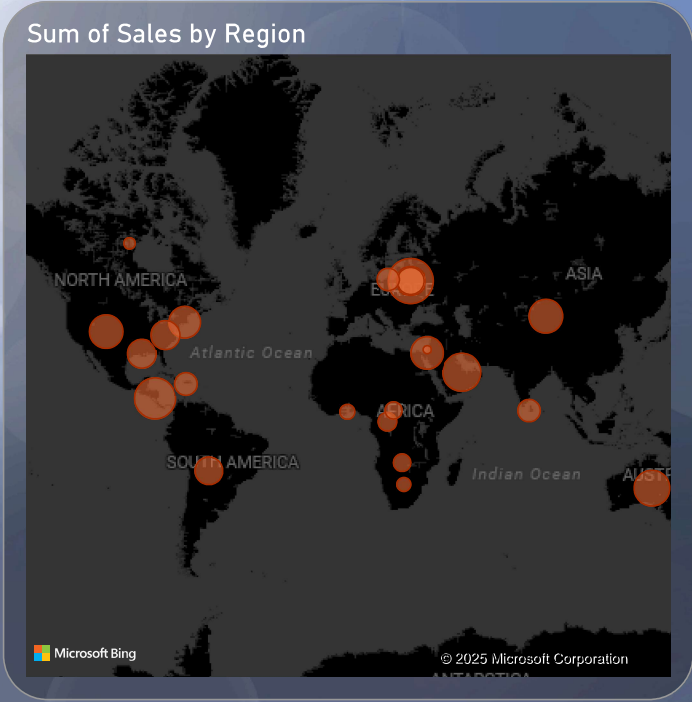 Sum of Sales by Region
ASIA
NORTH AMERICA
Atlantic Ocean
AFRICA
SOUTH AMERICA
Indian Ocean
Microsoft Bing
© 2025 Microsoft Corporation